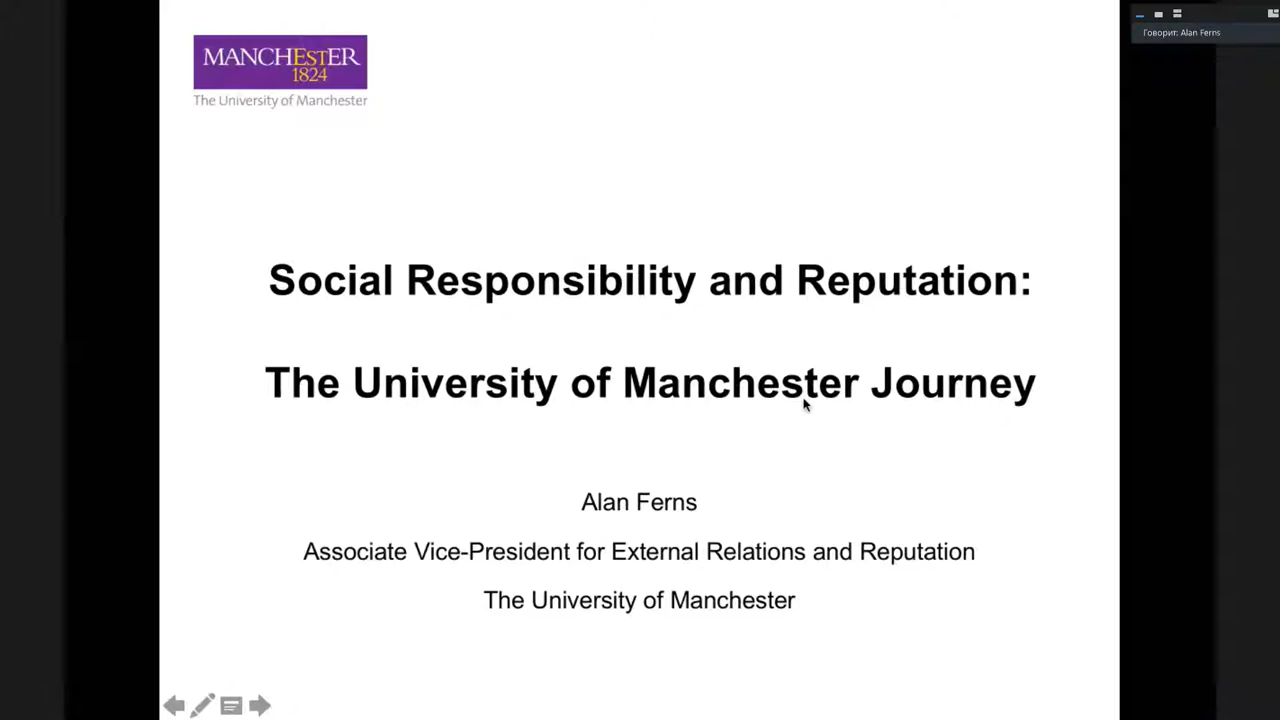 MANCHEStER
1824
The University of Manchester
Говорит: Alan Ferns
Social Responsibility and Reputation:
The University of Manchester Journey
Alan Ferns
Associate Vice-President for External Relations and Reputation
The University of Manchester